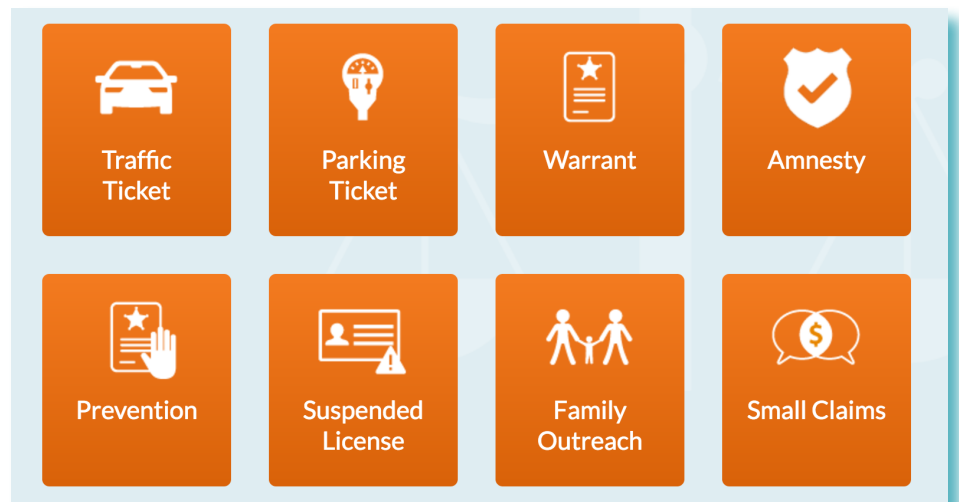 Traffic
Ticket
Parking
Ticket
Warrant
Amnesty
$
Prevention
Suspended
License
Family
Outreach
Small Claims